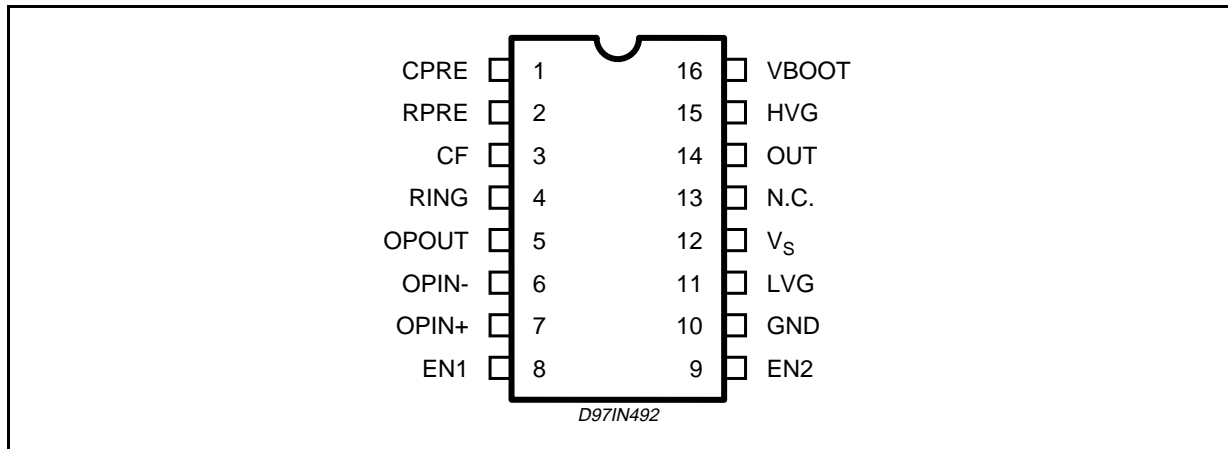 CPRE 1 16 VBOOT
RPRE 2 15 HVG
CF 3 14 OUT
RING 4 13 N.C.
OPOUT 5 12 VS
OPIN- 6 11 LVG
OPIN+ 7 10 GND
EN1 8 9 EN2
D97IN492